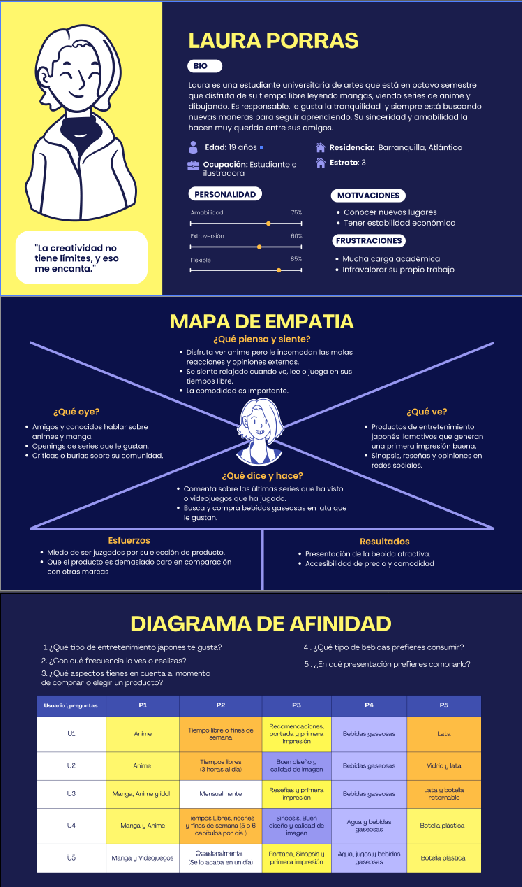 LAURA PORRAS
BIO
Laura es una estudiante universitaria de artes que está en octavo semestre
que disfruta de su tiempo libre leyendo mangas, viendo series de anime y
dibujando. Es responsable, le gusta la tranquilidad y siempre está buscando
nuevas maneras para seguir aprendiendo. Su sinceridad y amabilidad la
hacen muy querida entre sus amigos.
Edad: 19 años
Residencia: Barranquilla, Atlántico
Ocupación: Estudiante e
ilustradora
Estrato: 3
PERSONALIDAD
Amabilidad 75%
Extroversión 60%
Flexible 85%
MOTIVACIONES
Conocer nuevos lugares
Tener estabilidad económica
FRUSTRACIONES
Mucha carga académica
Infravalorar su propio trabajo
"La creatividad no
tiene límites, y eso
me encanta."
MAPA DE EMPATIA
¿Qué piensa y siente?
Disfruta ver anime pero le incomodan las malas
reacciones y opiniones externas.
Se siente relajada cuando ve, lee o juega en sus
tiempos libre.
La comodidad es importante.
¿Qué oye?
Amigos y conocidos hablar sobre
animes y manga.
Openings de series que le gustan.
Críticas o burlas sobre su comunidad.
¿Qué ve?
Productos de entretenimiento
japonés llamativos que generan
una primera impresión buena.
Sinopsis, reseñas y opiniones en
redes sociales.
¿Qué dice y hace?
Comenta sobre las últimas series que ha visto
o videojuegos que ha jugado.
Busca y compra bebidas gaseosas en lata que
le gustan.
Esfuerzos
Miedo de ser juzgados por su elección de producto.
Que el producto es demasiado caro en comparación
con otras marcas.
Resultados
Presentación de la bebida atractiva.
Accesibilidad de precio y comodidad
DIAGRAMA DE AFINIDAD
1. ¿Que tipo de entretenimiento japones te gusta?
2. ¿Con qué frecuencia lo ves o realizas?
3. ¿Qué aspectos tienes en cuenta al momento
de comprar o elegir un producto?
4. ¿Qué tipo de bebidas prefieres consumir?
5. ¿En qué presentación prefieres comprarlo?
Usuario / preguntas P1 P2 P3 P4 P5
U1 Anime Tiempo libre o fines de semana Recomendaciones, portada y primera impresión Bebidas gaseosas Lata
U2 Anime Tiempos libres (3 horas al día) Buen diseño, calidad de imagen Bebidas gaseosas Vidrio y lata
U3 Manga, Anime y idol Mensualmente Reseñas y primera impresión Bebidas gaseosas Lata y botella retornable
U4 Manga y Anime Tiempos libres, noches y fines de semana (5 o 6 capítulos por día) Sinopsis, Buen diseño y calidad de imagen Agua y bebidas gaseosas Botella plástica
U5 Manga y Videojuegos Ocasionalmente (Se lo acaba en un día) Portada, Sinopsis y primera impresión Agua, jugos y bebidas gaseosas Botella plástica